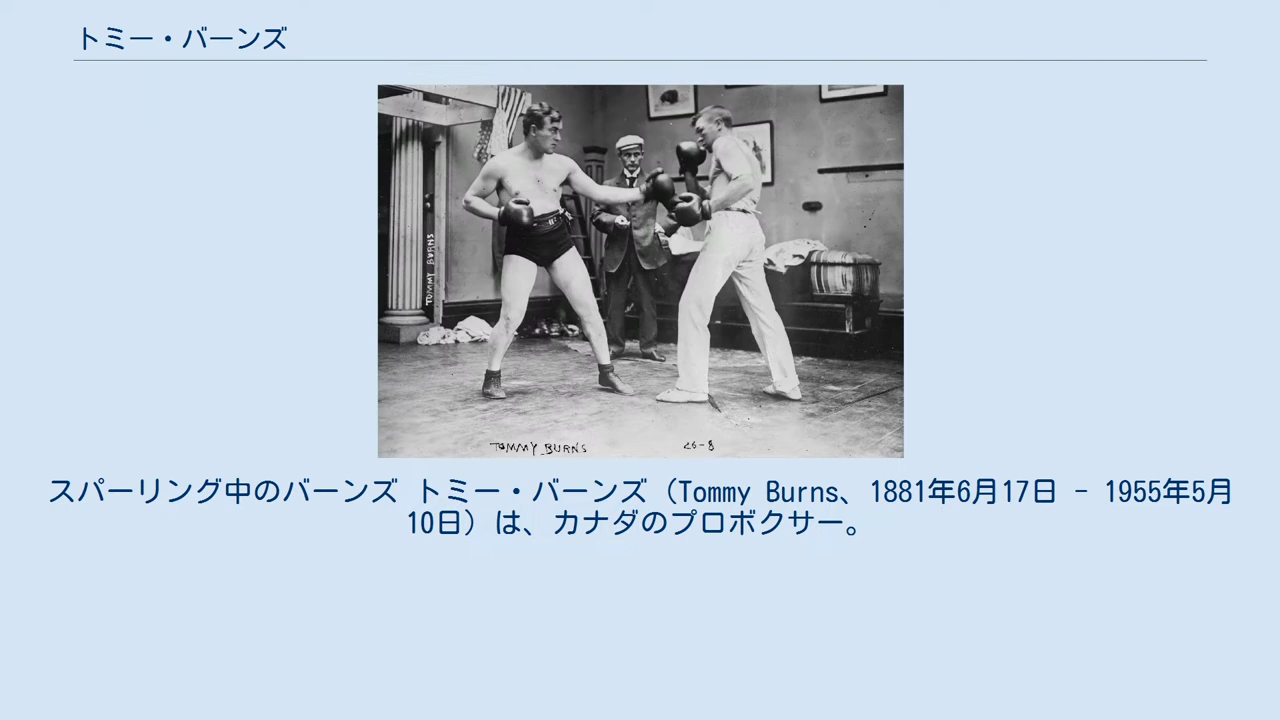 トミー・バーンズ
TOMMY BURNS
TOMMY BURNS 26-8
スパーリング中のバーンズ トミー・バーンズ（Tommy Burns、1881年6月17日 - 1955年5月
10日）は、カナダのプロボクサー。